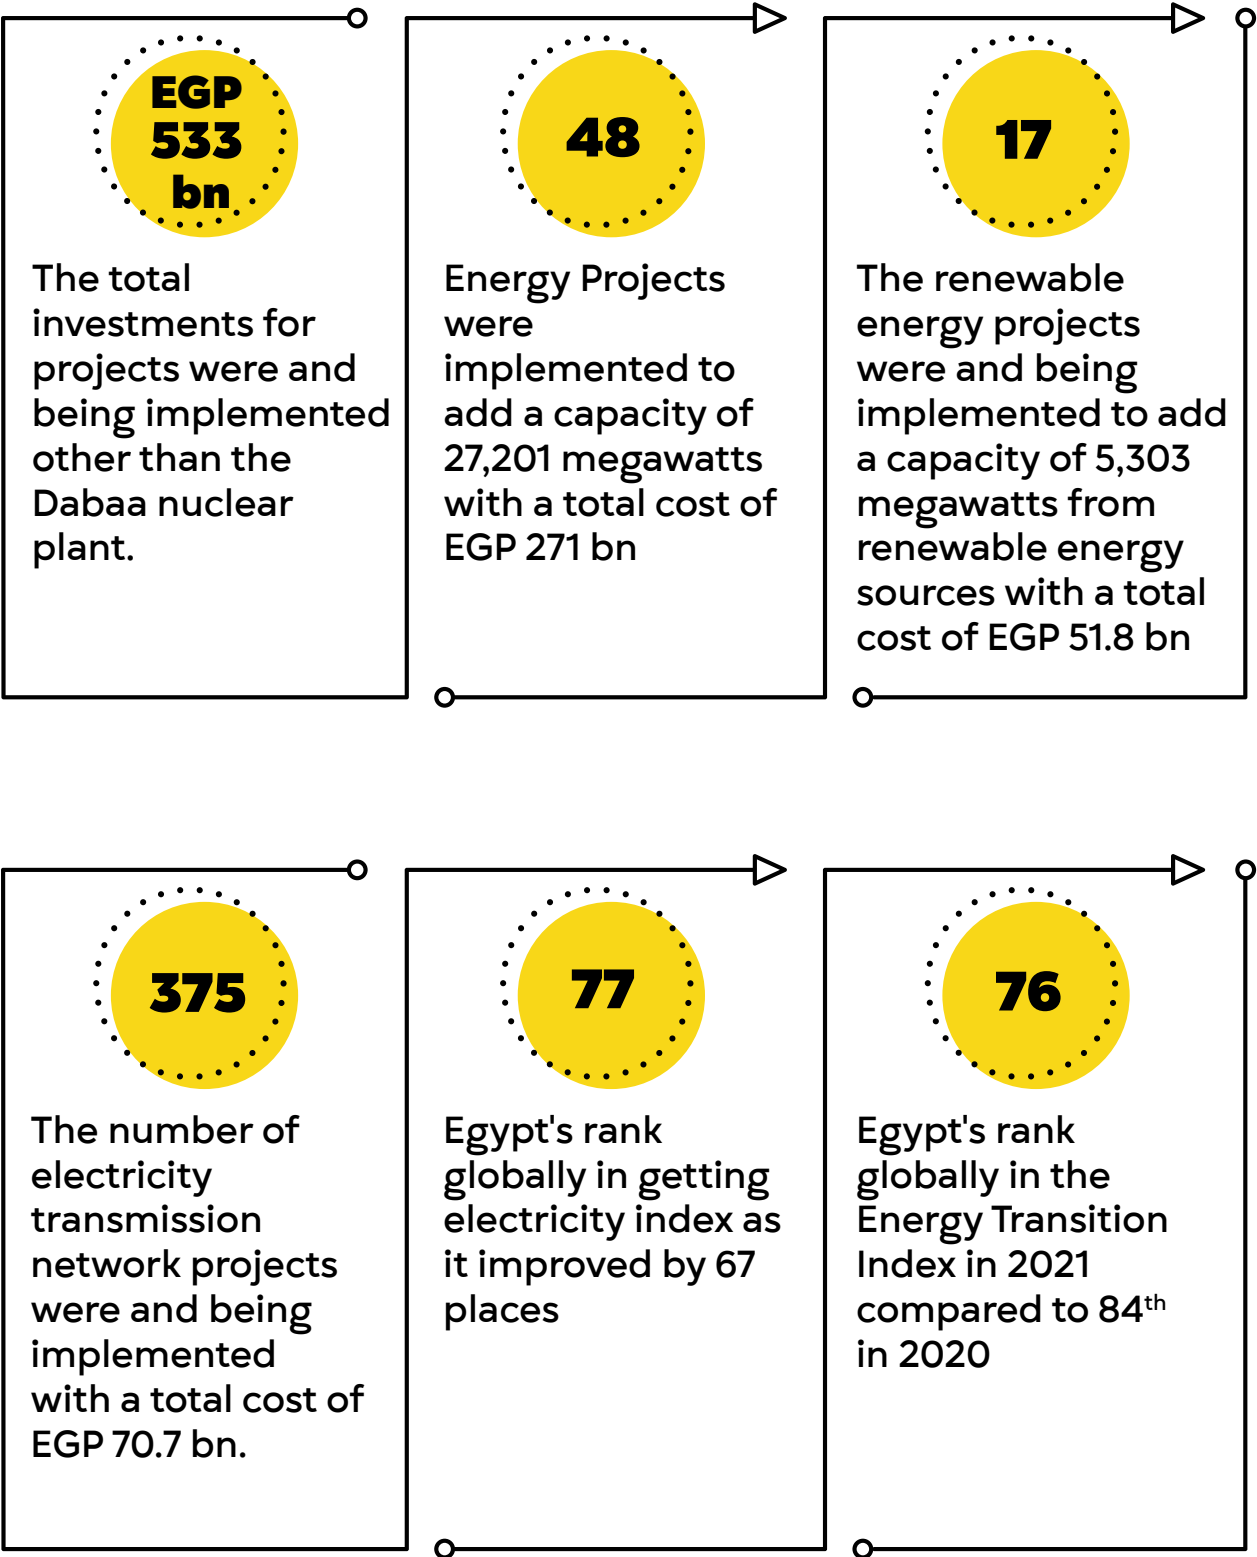 EGP
533
bn
The total
investments for
projects were and
being implemented
other than the
Dabaa nuclear
plant.
48
Energy Projects
were
implemented to
add a capacity of
27,201 megawatts
with a total cost of
EGP 271 bn
17
The renewable
energy projects
were and being
implemented to add
a capacity of 5,303
megawatts from
renewable energy
sources with a total
cost of EGP 51.8 bn
375
The number of
electricity
transmission
network projects
were and being
implemented
with a total cost of
EGP 70.7 bn.
77
Egypt's rank
globally in getting
electricity index as
it improved by 67
places
76
Egypt's rank
globally in the
Energy Transition
Index in 2021
compared to 84th
in 2020